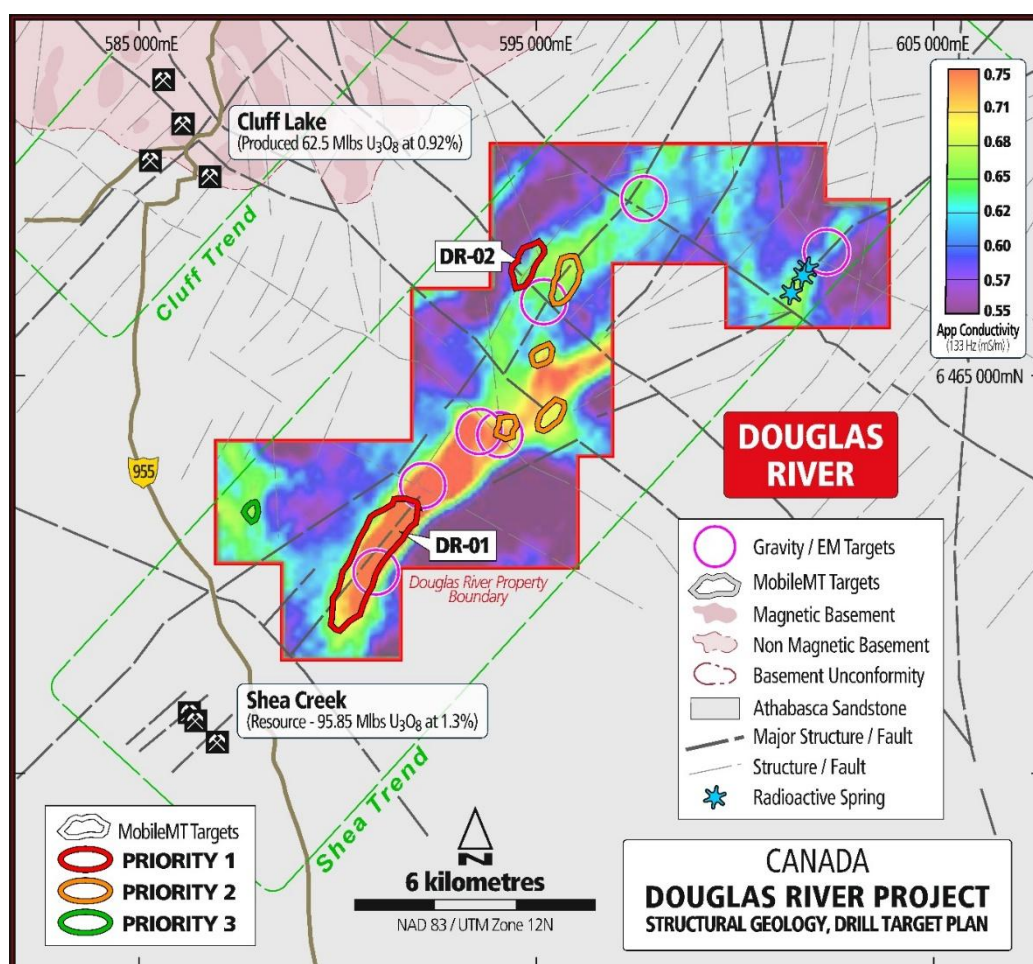 585 000mE
595 000mE
605 000mE
Cluff Lake
(Produced 62.5 Mlbs U₃O₈ at 0.92%)
Cluff Trend
0.75
0.71
0.67
0.65
0.62
0.60
0.57
0.55
App Conductivity
(133 Hz (mS/m))
6 465 000mN
DR-02
DOUGLAS
RIVER
955
DR-01
Douglas River Property
Boundary
Gravity / EM Targets
MobileMT Targets
Magnetic Basement
Non Magnetic Basement
Basement Unconformity
Athabasca Sandstone
Major Structure / Fault
Structure / Fault
Radioactive Spring
Shea Creek
(Resource - 95.85 Mlbs U₃O₈ at 1.3%)
Shea Trend
MobileMT Targets
PRIORITY 1
PRIORITY 2
PRIORITY 3
N
6 kilometres
NAD 83 / UTM Zone 12N
CANADA
DOUGLAS RIVER PROJECT
STRUCTURAL GEOLOGY, DRILL TARGET PLAN